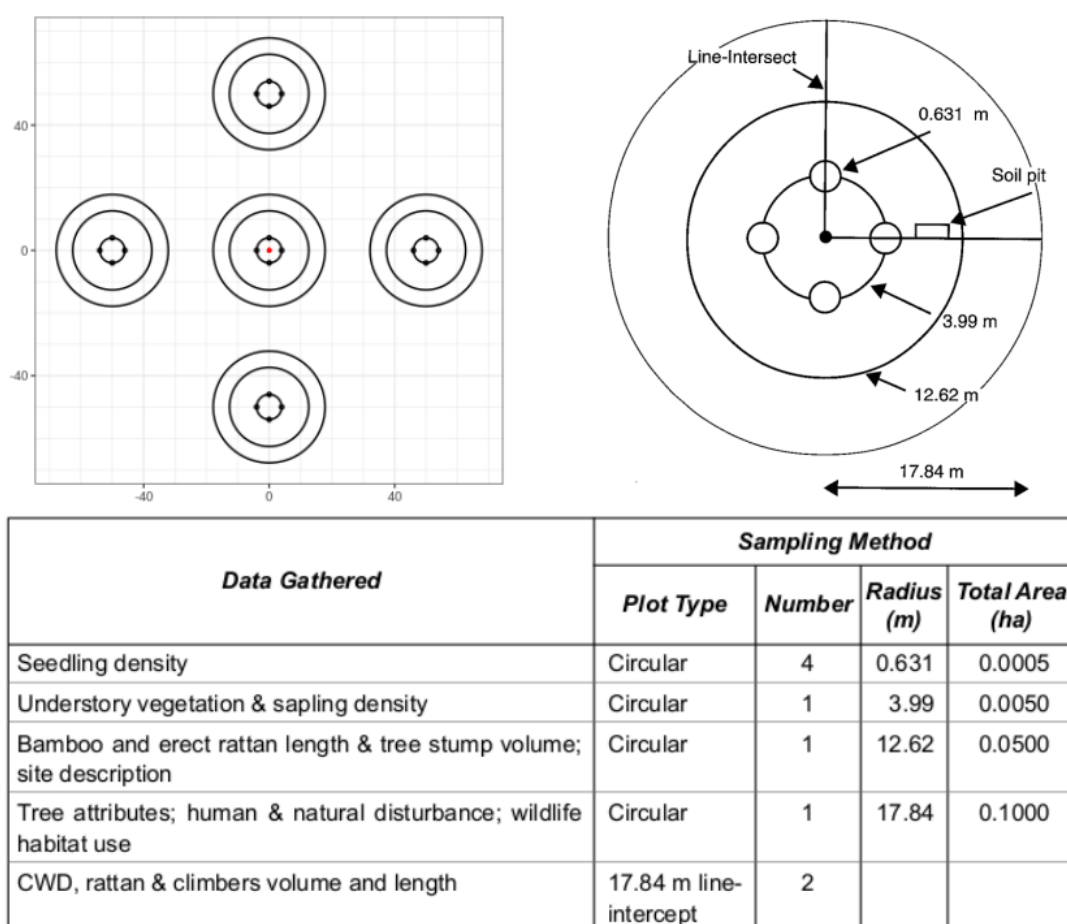 40
0
-40
-40
0
40
Line-Intersect
0.631 m
Soil pit
3.99 m
12.62 m
17.84 m
Data Gathered
Sampling Method
Plot Type
Number
Radius (m)
Total Area (ha)
Seedling density
Circular
4
0.631
0.0005
Understory vegetation & sapling density
Circular
1
3.99
0.0050
Bamboo and erect rattan length & tree stump volume;
site description
Circular
1
12.62
0.0500
Tree attributes; human & natural disturbance; wildlife
habitat use
Circular
1
17.84
0.1000
CWD, rattan & climbers volume and length
17.84 m line-
intercept
2